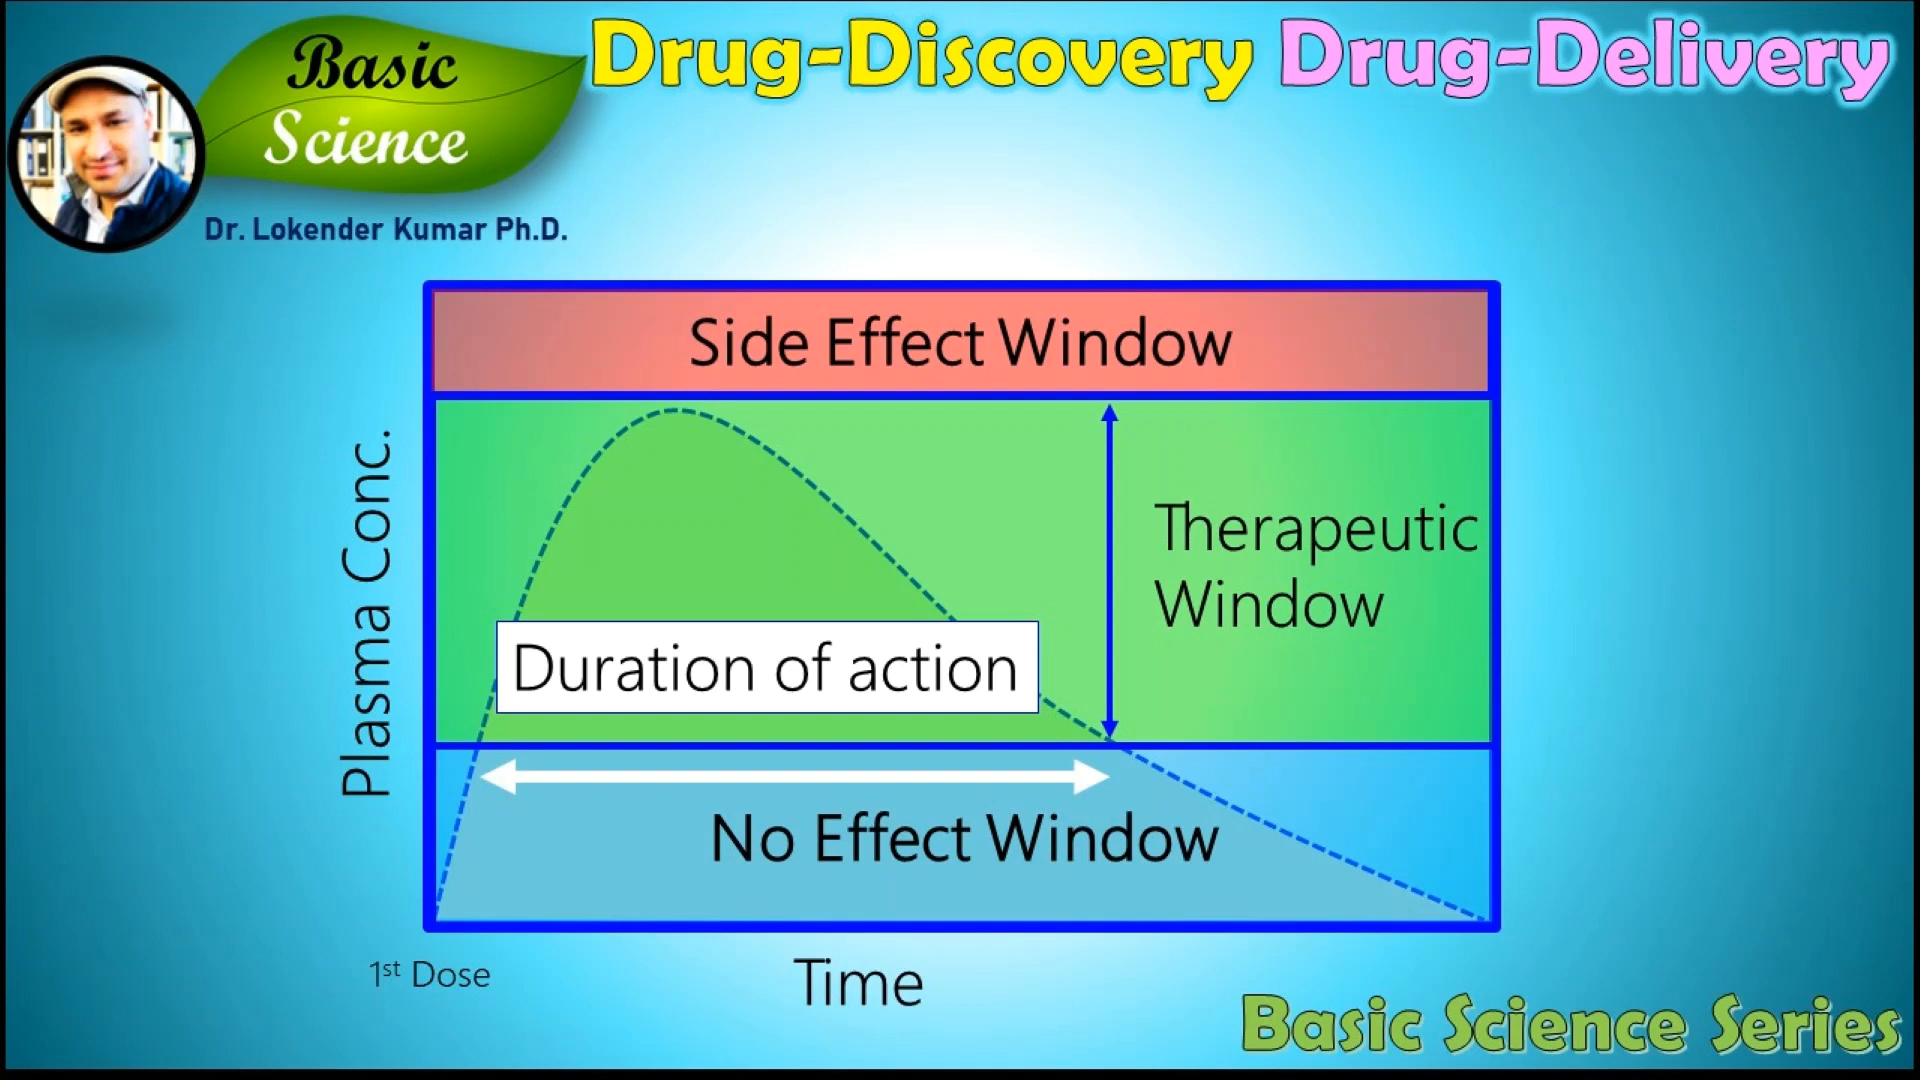 Basic
Science
Drug-Discovery Drug-Delivery
Dr. Lokender Kumar Ph.D.
Side Effect Window
Plasma Conc.
Therapeutic
Window
Duration of action
No Effect Window
1st Dose
Time
Basic Science Series